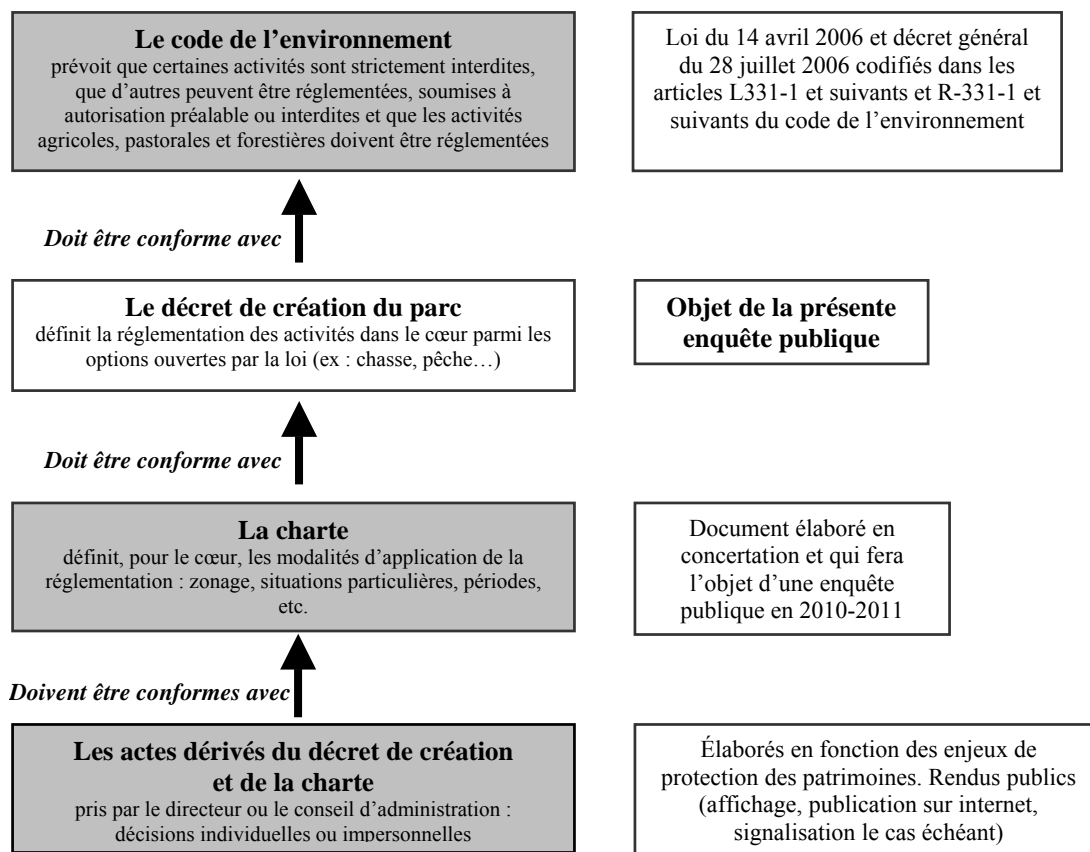 Le code de l’environnement
prévoit que certaines activités sont strictement interdites,
que d’autres peuvent être réglementées, soumises à
autorisation préalable ou interdites et que les activités
agricoles, pastorales et forestières doivent être réglementées
Loi du 14 avril 2006 et décret général
du 28 juillet 2006 codifiés dans les
articles L331-1 et suivants et R-331-1 et
suivants du code de l’environnement
Doit être conforme avec
Le décret de création du parc
définit la réglementation des activités dans le cœur parmi les
options ouvertes par la loi (ex : chasse, pêche…)
Objet de la présente
enquête publique
Doit être conforme avec
La charte
définit, pour le cœur, les modalités d’application de la
réglementation : zonage, situations particulières, périodes,
etc.
Document élaboré en
concertation et qui fera
l’objet d’une enquête
publique en 2010-2011
Doivent être conformes avec
Les actes dérivés du décret de création
et de la charte
pris par le directeur ou le conseil d’administration :
décisions individuelles ou impersonnelles
Élaborés en fonction des enjeux de
protection des patrimoines. Rendus publics
(affichage, publication sur internet,
signalisation le cas échéant)